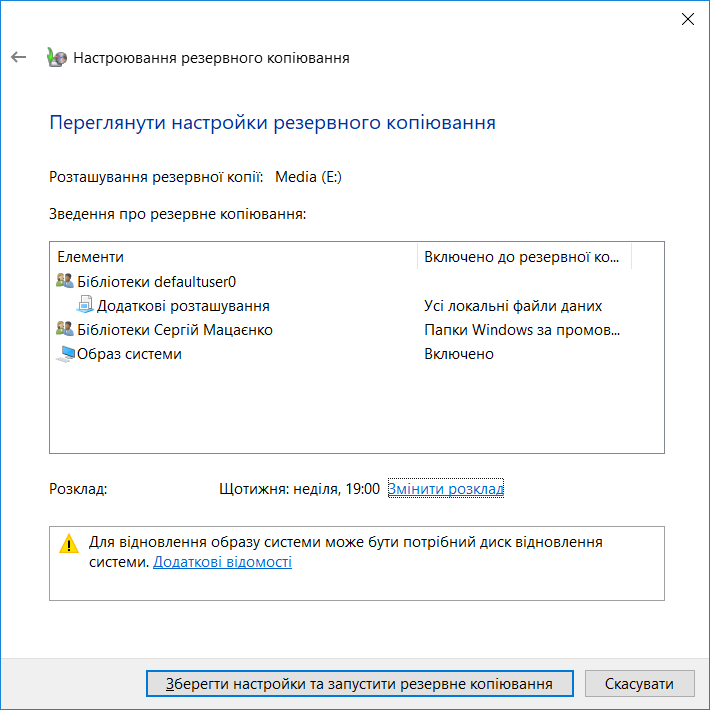 Настроювання резервного копіювання
Переглянути настройки резервного копіювання
Розташування резервної копії: Media (E:)
Зведення про резервне копіювання:
Елементи Включено до резервної ко...
Бібліотеки defaultuser0
Додаткові розташування Усі локальні файли даних
Бібліотеки Сергій Мацаєнко Папки Windows за промов...
Образ системи Включено
Розклад: Щотижня: неділя, 19:00 Змінити розклад
Для відновлення образу системи може бути потрібний диск відновлення
системи. Додаткові відомості
Зберегти настройки та запустити резервне копіювання Скасувати